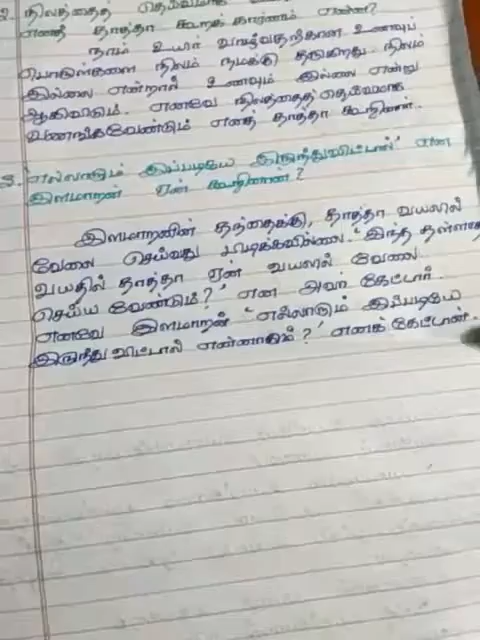 2. நிலத்தைத் தெய்வமாக
எனத் தாத்தா கூறக் காரணம் என்ன?
நாம் உயிர் வாழ்வதற்கான உணவுப்
பொருள்களை நிலம் நமக்கு தருகிறது நிலம்
இல்லை என்றால் உணவும் இல்லை என்று
ஆகிவிடும். எனவே நிலத்தைத் தெய்வமாக
வணங்கவேண்டும் எனத் தாத்தா கூறினார்.
3. எல்லாரும் இப்படியே இருந்துவிட்டால்' என
இளமாறன் ஏன் கூறினான்?
இளமாறனின் தந்தைக்கு, தாத்தா வயலில்
வேலை செய்வது பிடிக்கவில்லை. 'இந்த தள்ளாத
வயதில் தாத்தா ஏன் வயலில் வேலை
செய்ய வேண்டும்?' என அவர் கேட்டார்.
எனவே இளமாறன் 'எல்லாரும் இப்படியே
இருந்துவிட்டால் என்னாகும்?' எனக் கேட்டான்.